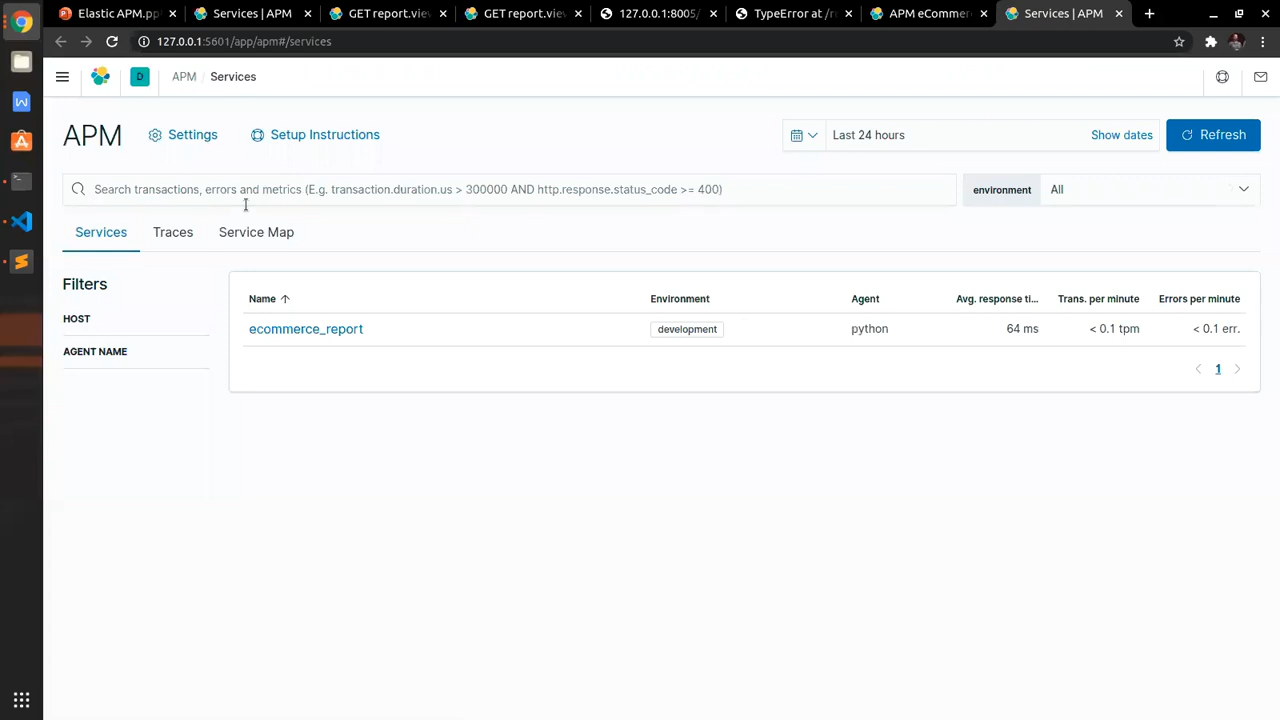 Elastic APM.pp
Services | APM
GET report.view
GET report.view
127.0.0.1:8005/
TypeError at /re
APM eCommer
Services | APM
127.0.0.1:5601/app/apm#/services
D
APM / Services
APM
Settings
Setup Instructions
Last 24 hours
Show dates
Refresh
Search transactions, errors and metrics (E.g. transaction.duration.us > 300000 AND http.response.status_code >= 400)
environment
All
Services
Traces
Service Map
Filters
HOST
AGENT NAME
Name
Environment
Agent
Avg. response ti...
Trans. per minute
Errors per minute
ecommerce_report
development
python
64 ms
< 0.1 tpm
< 0.1 err.
1